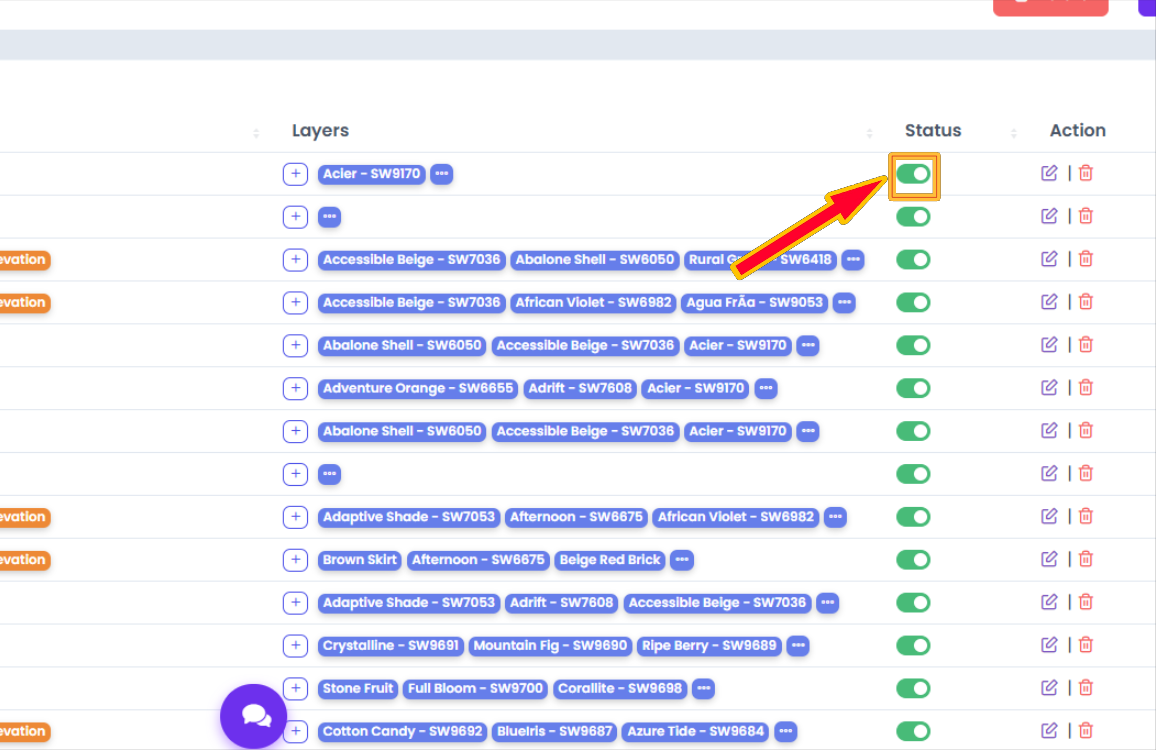 Layers Status Action
Acier - SW9170
evation Accessible Beige - SW7036 Abalone Shell - SW6050 Rural SW6418
evation Accessible Beige - SW7036 African Violet - SW6982 Agua FrÃa - SW9053
Abalone Shell - SW6050 Accessible Beige - SW7036 Acier - SW9170
Adventure Orange - SW6655 Adrift - SW7608 Acier - SW9170
Abalone Shell - SW6050 Accessible Beige - SW7036 Acier - SW9170
evation Adaptive Shade - SW7053 Afternoon - SW6675 African Violet - SW6982
evation Brown Skirt Afternoon - SW6675 Beige Red Brick
Adaptive Shade - SW7053 Adrift - SW7608 Accessible Beige - SW7036
Crystalline - SW9691 Mountain Fig - SW9690 Ripe Berry - SW9689
Stone Fruit Full Bloom - SW9700 Corallite - SW9698
evation Cotton Candy - SW9692 BlueIris - SW9687 Azure Tide - SW9684